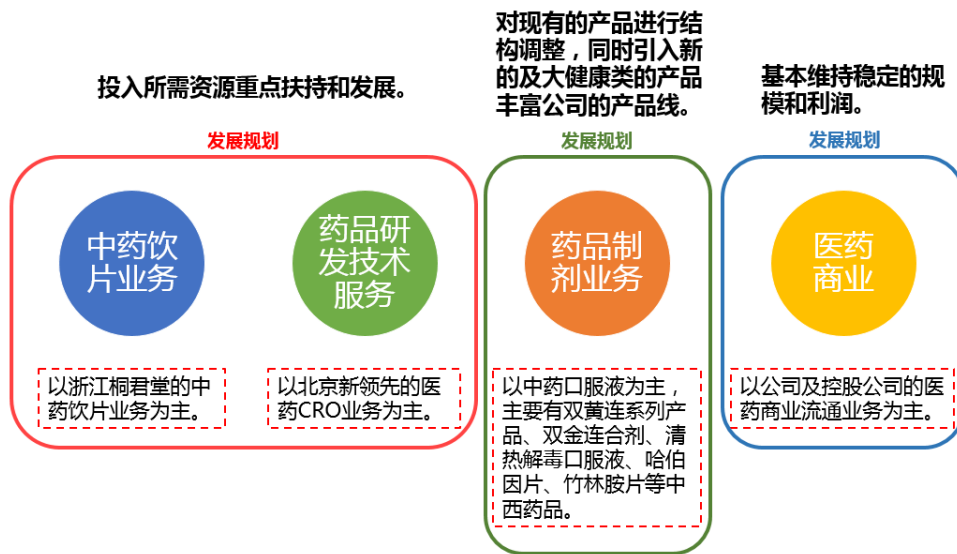 投入所需资源重点扶持和发展。
发展规划
中药饮
片业务
以浙江桐君堂的中
药饮片业务为主。
药品研
发技术
服务
以北京新领先的医
药CRO业务为主。
对现有的产品进行结
构调整，同时引入新
的及大健康类的产品
丰富公司的产品线。
发展规划
药品制
剂业务
以中药口服液为主，
主要有双黄连系列产
品、双金连合剂、清
热解毒口服液、哈伯
因片、竹林胺片等中
西药品。
基本维持稳定的规
模和利润。
发展规划
医药
商业
以公司及控股公司的医
药商业流通业务为主。